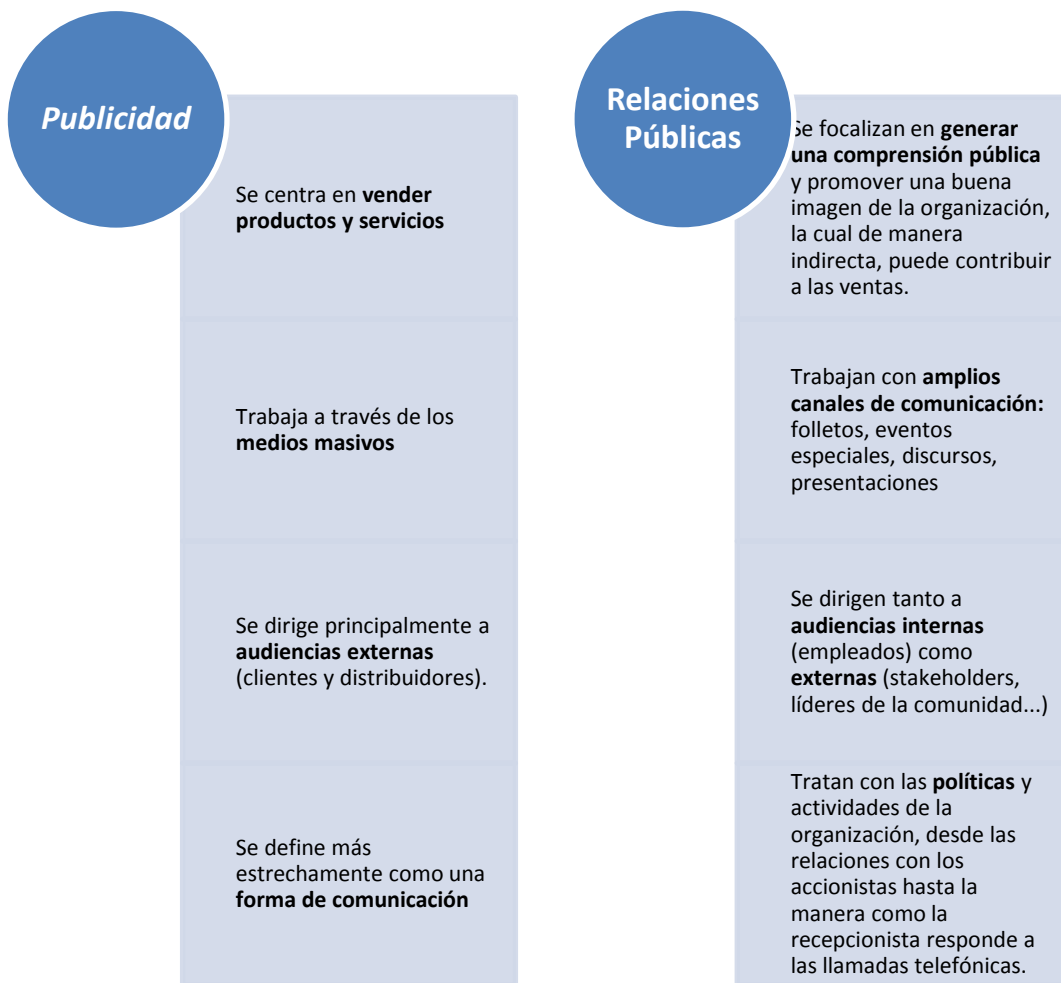 Publicidad
Se centra en vender
productos y servicios
Trabaja a través de los
medios masivos
Se dirige principalmente a
audiencias externas
(clientes y distribuidores).
Se define más
estrechamente como una
forma de comunicación
Relaciones
Públicas
Se focalizan en generar
una comprensión pública
y promover una buena
imagen de la organización,
la cual de manera
indirecta, puede contribuir
a las ventas.
Trabajan con amplios
canales de comunicación:
folletos, eventos
especiales, discursos,
presentaciones
Se dirigen tanto a
audiencias internas
(empleados) como
externas (stakeholders,
líderes de la comunidad...)
Tratan con las políticas y
actividades de la
organización, desde las
relaciones con los
accionistas hasta la
manera como la
recepcionista responde a
las llamadas telefónicas.